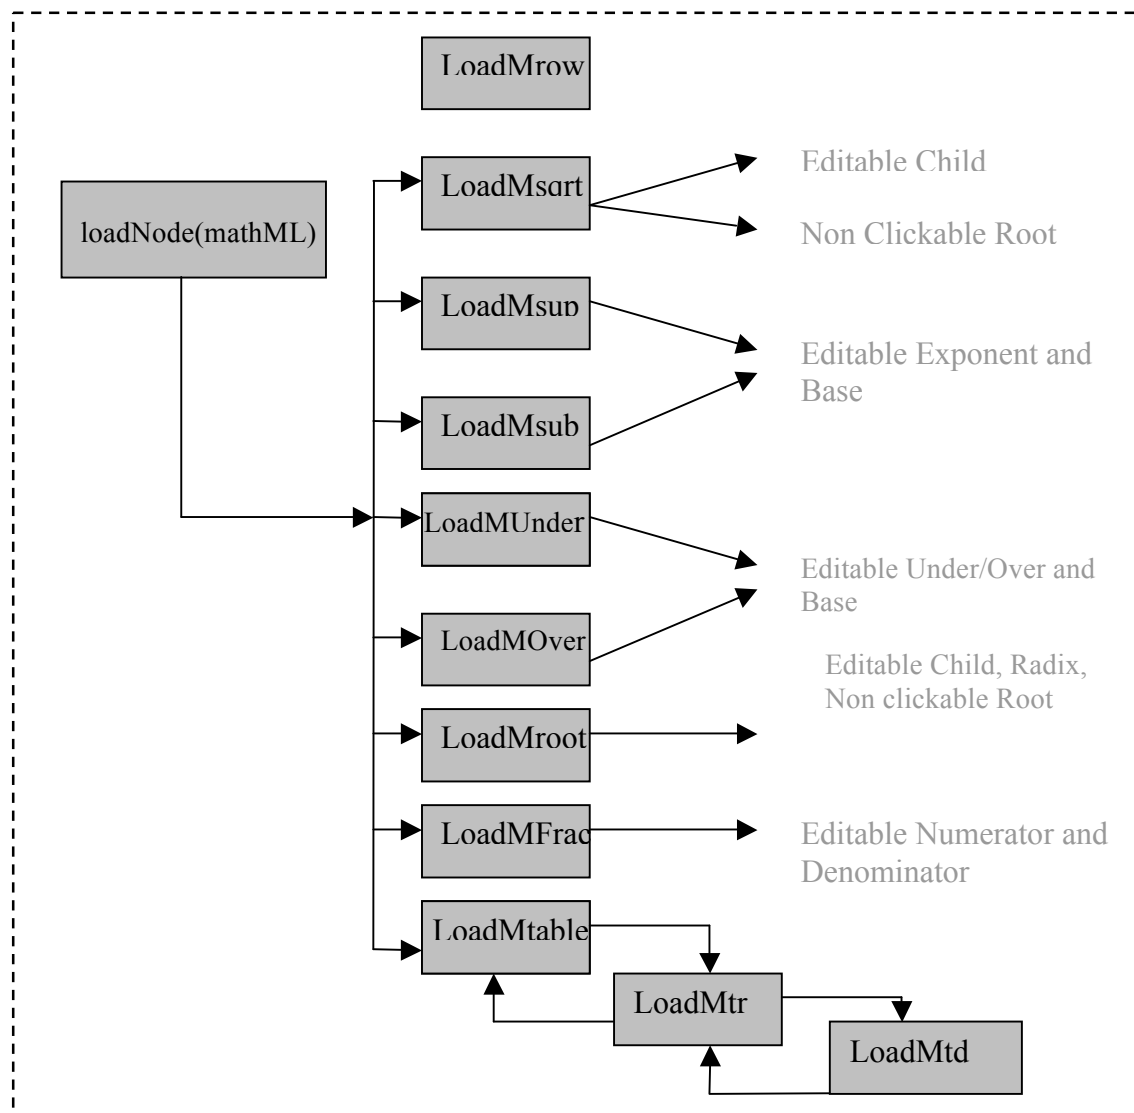 LoadMrow
Editable Child
LoadMsqrt
loadNode(mathML)
Non Clickable Root
LoadMsup
Editable Exponent and
Base
LoadMsub
LoadMUnder
Editable Under/Over and
Base
LoadMOver
Editable Child, Radix,
Non clickable Root
LoadMroot
LoadMFrac
Editable Numerator and
Denominator
LoadMtable
LoadMtr
LoadMtd